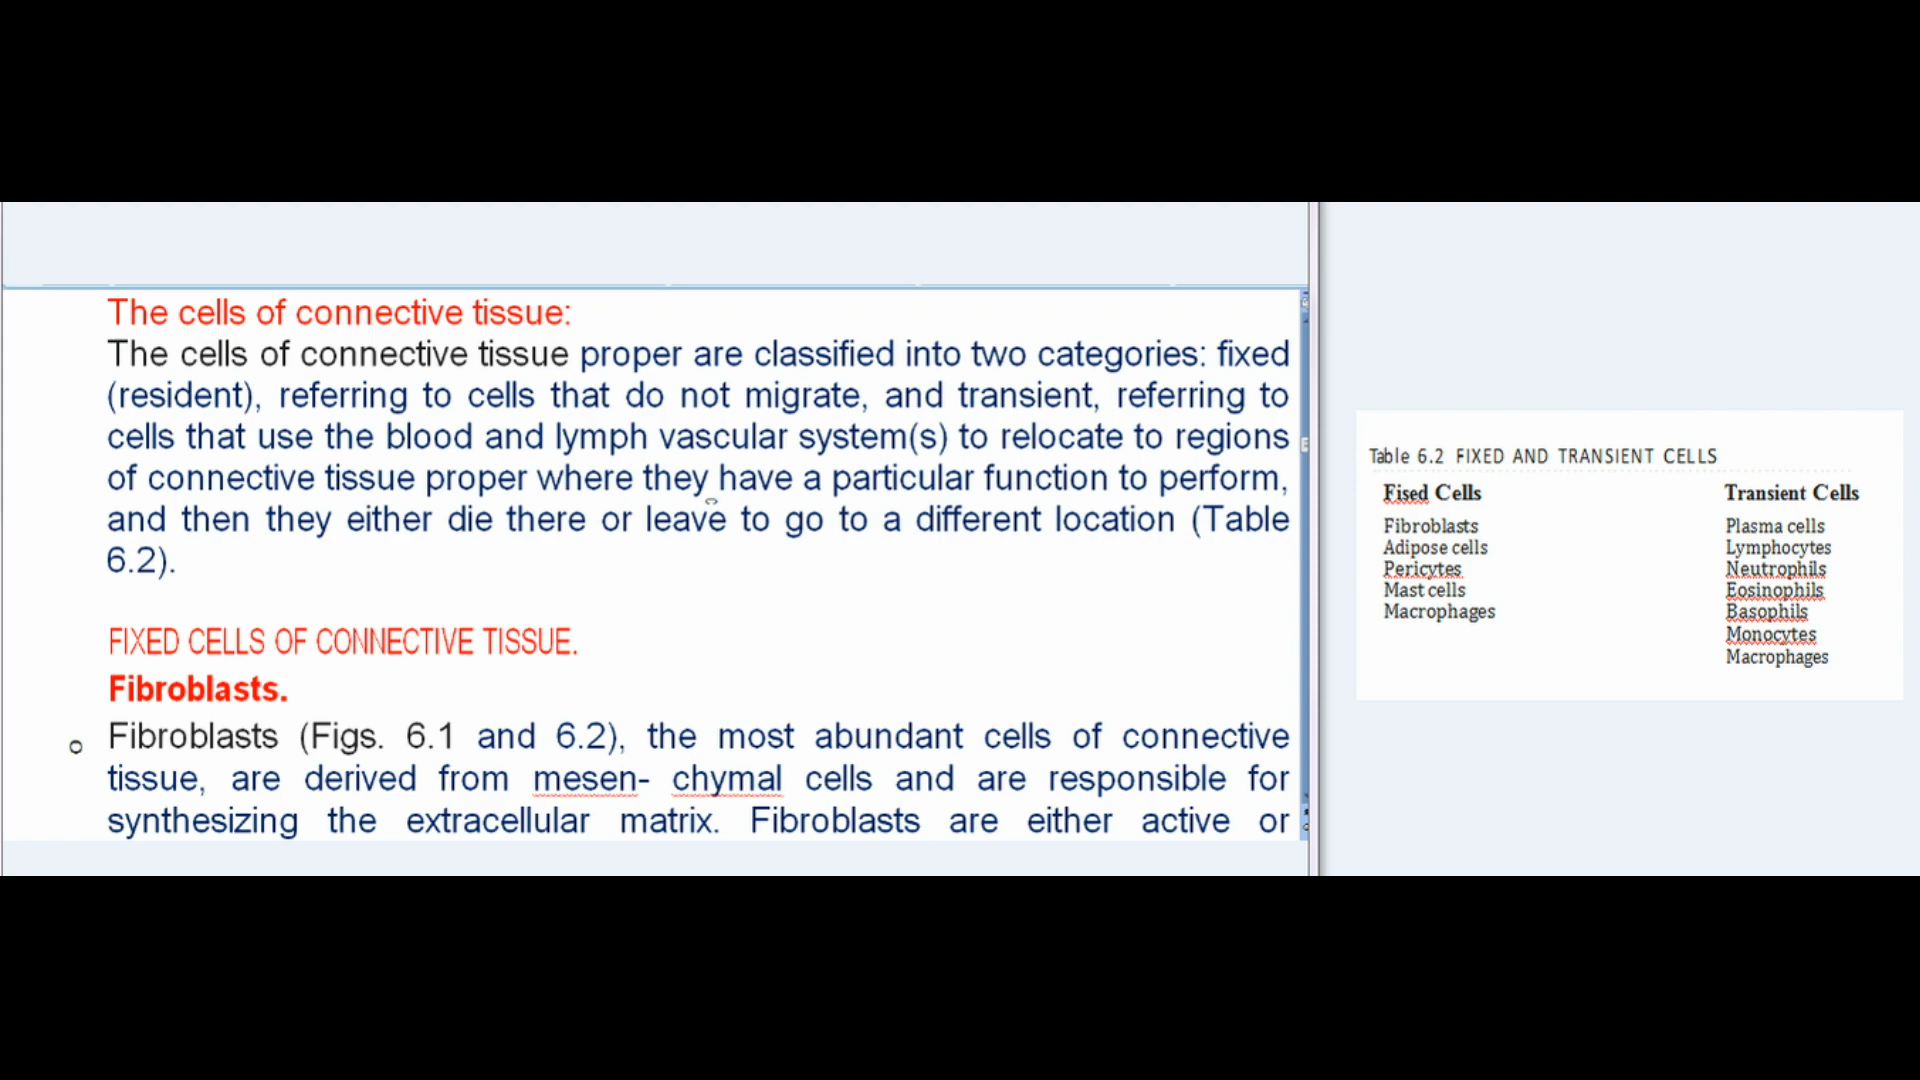 The cells of connective tissue:
The cells of connective tissue proper are classified into two categories: fixed
(resident), referring to cells that do not migrate, and transient, referring to
cells that use the blood and lymph vascular system(s) to relocate to regions
of connective tissue proper where they have a particular function to perform,
and then they either die there or leave to go to a different location (Table
6.2).
FIXED CELLS OF CONNECTIVE TISSUE.
Fibroblasts.
Fibroblasts (Figs. 6.1 and 6.2), the most abundant cells of connective
tissue, are derived from mesen- chymal cells and are responsible for
synthesizing the extracellular matrix. Fibroblasts are either active or
Table 6.2 FIXED AND TRANSIENT CELLS
Fised Cells
Fibroblasts
Adipose cells
Pericytes
Mast cells
Macrophages
Transient Cells
Plasma cells
Lymphocytes
Neutrophils
Eosinophils
Basophils
Monocytes
Macrophages